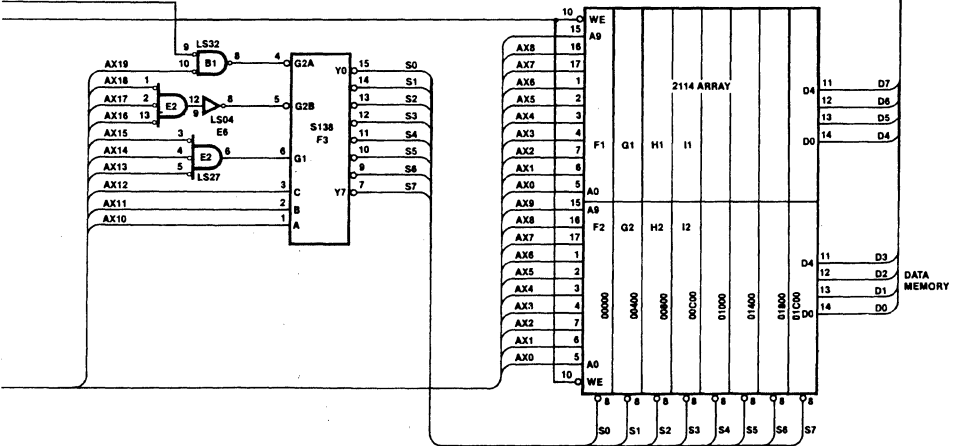 LS32
9
10
B1
8
AX19
AX18
AX17
AX16
1
2
13
E2
12
9
8
LS04
E6
AX15
AX14
AX13
3
4
5
E2
6
LS27
AX12
AX11
AX10
4 G2A
5 G2B
6 G1
3 C
2 B
1 A
S138
F3
Y0 15 S0
14 S1
13 S2
12 S3
11 S4
10 S5
9 S6
Y7 7 S7
10 WE
15 A9
AX8 16
AX7 17
AX6 1
AX5 2
AX4 3
AX3 4
AX2 7
AX1 6
AX0 5 A0
2114 ARRAY
F1 G1 H1 I1
D4 11 D7
12 D6
13 D5
D0 14 D4
AX9 15 A9
AX8 16
AX7 17
AX6 1
AX5 2
AX4 3
AX3 4
AX2 7
AX1 6
AX0 5 A0
10 WE
F2 G2 H2 I2
00000 00400 00800 00C00 01000 01400 01800 01C00
D4 11 D3
12 D2
13 D1
D0 14 D0
DATA
MEMORY
8 8 8 8 8 8 8 8
S0 S1 S2 S3 S4 S5 S6 S7